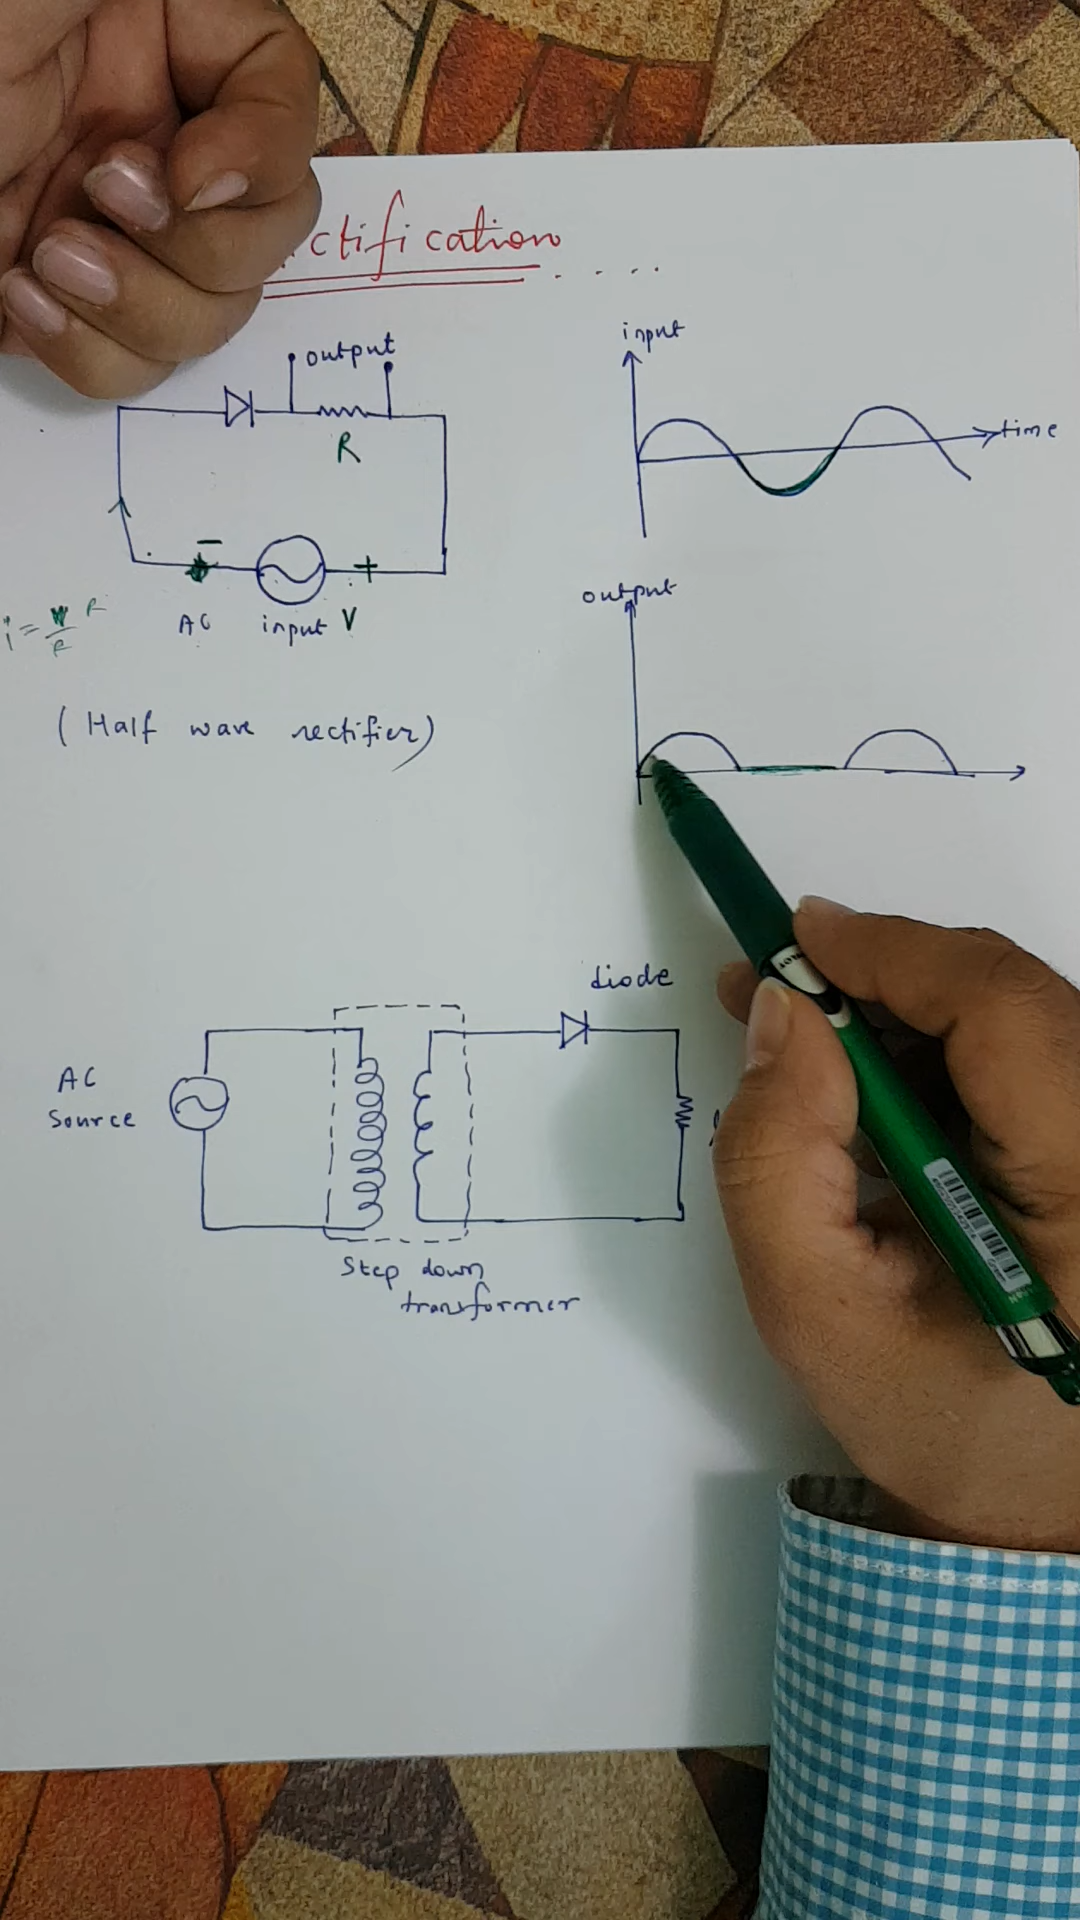 ctification . . . . .
output
R
−
+
AC input V
i =
R
(Half wave rectifier)
input
time
output
diode
AC
Source
Step down
transformer